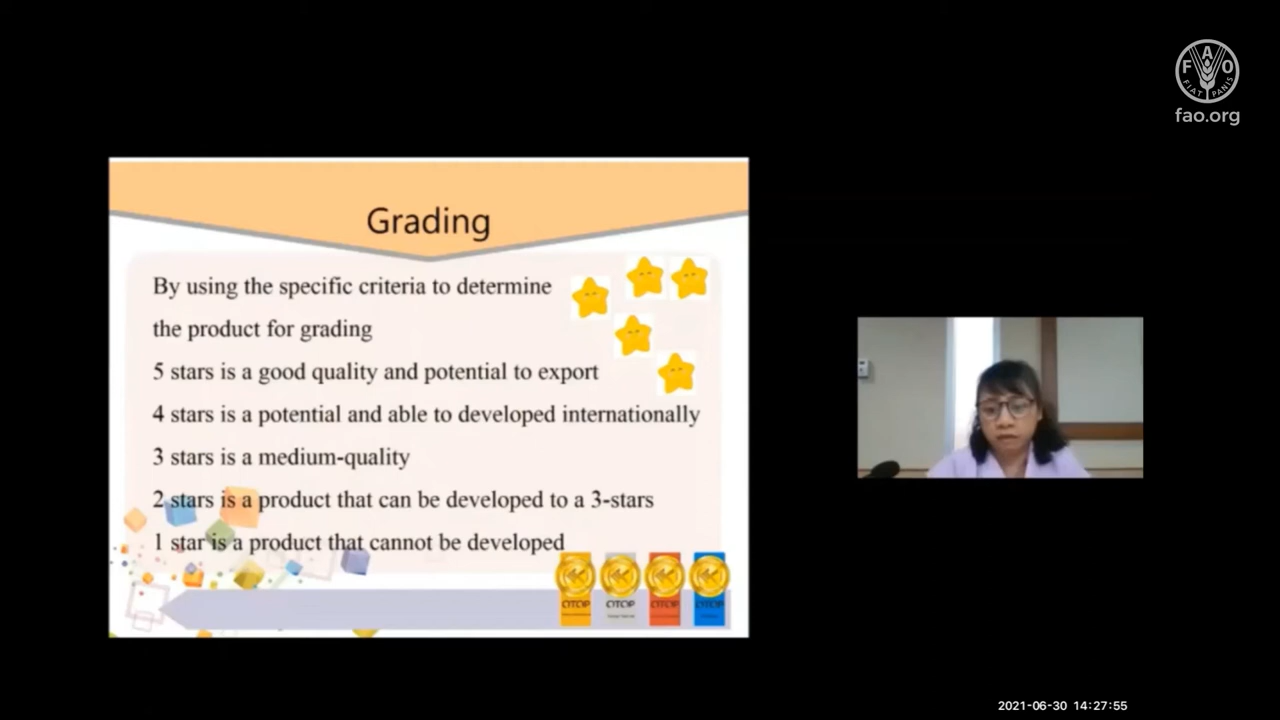 FAO
FIAT PANIS
fao.org
Grading
By using the specific criteria to determine
the product for grading
5 stars is a good quality and potential to export
4 stars is a potential and able to developed internationally
3 stars is a medium-quality
2 stars is a product that can be developed to a 3-stars
1 star is a product that cannot be developed
OTOP OTOP OTOP OTOP
2021-06-30 14:27:55